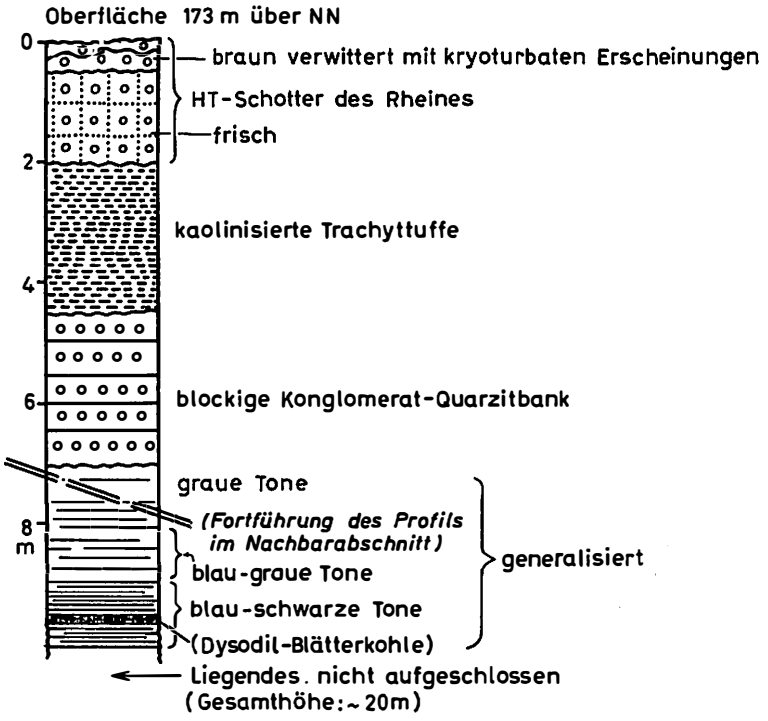 Oberfläche 173 m über NN
0
braun verwittert mit kryoturbaten Erscheinungen
HT-Schotter des Rheines
frisch
2
kaolinisierte Trachyttuffe
4
blockige Konglomerat-Quarzitbank
6
graue Tone
8
m
(Fortführung des Profils
im Nachbarabschnitt)
generalisiert
blau-graue Tone
blau-schwarze Tone
(Dysodil-Blätterkohle)
Liegendes. nicht aufgeschlossen
(Gesamthöhe:~20m)